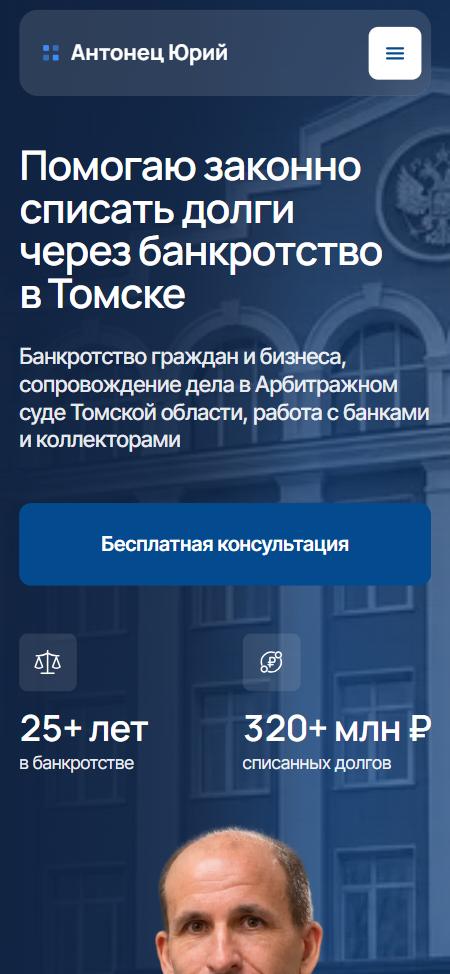 Антонец Юрий
Помогаю законно
списать долги
через банкротство
в Томске
Банкротство граждан и бизнеса,
сопровождение дела в Арбитражном
суде Томской области, работа с банками
и коллекторами
Бесплатная консультация
25+ лет
в банкротстве
320+ млн ₽
списанных долгов